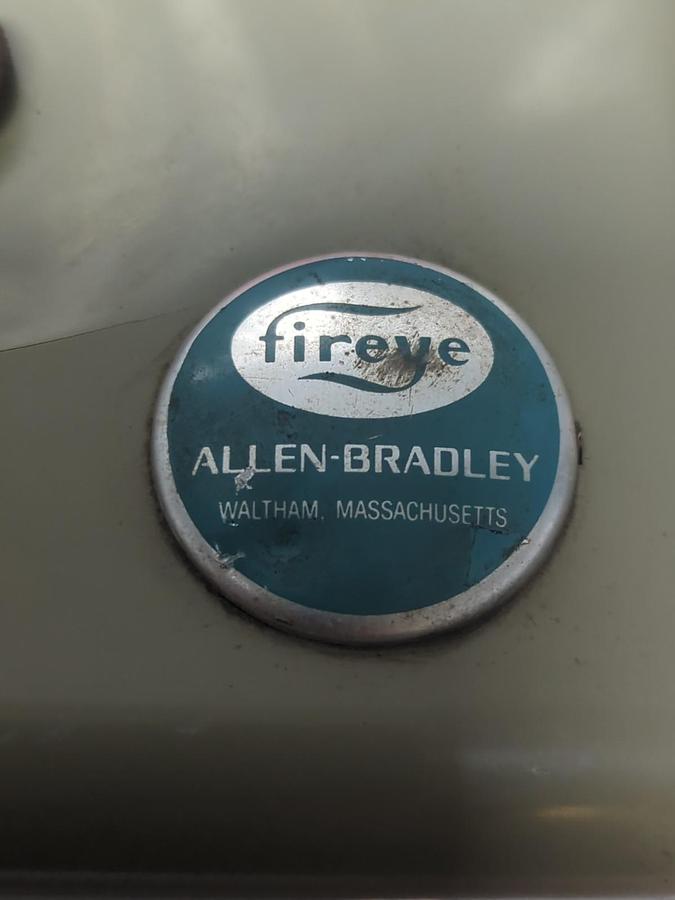 fireye
ALLEN-BRADLEY
WALTHAM, MASSACHUSETTS